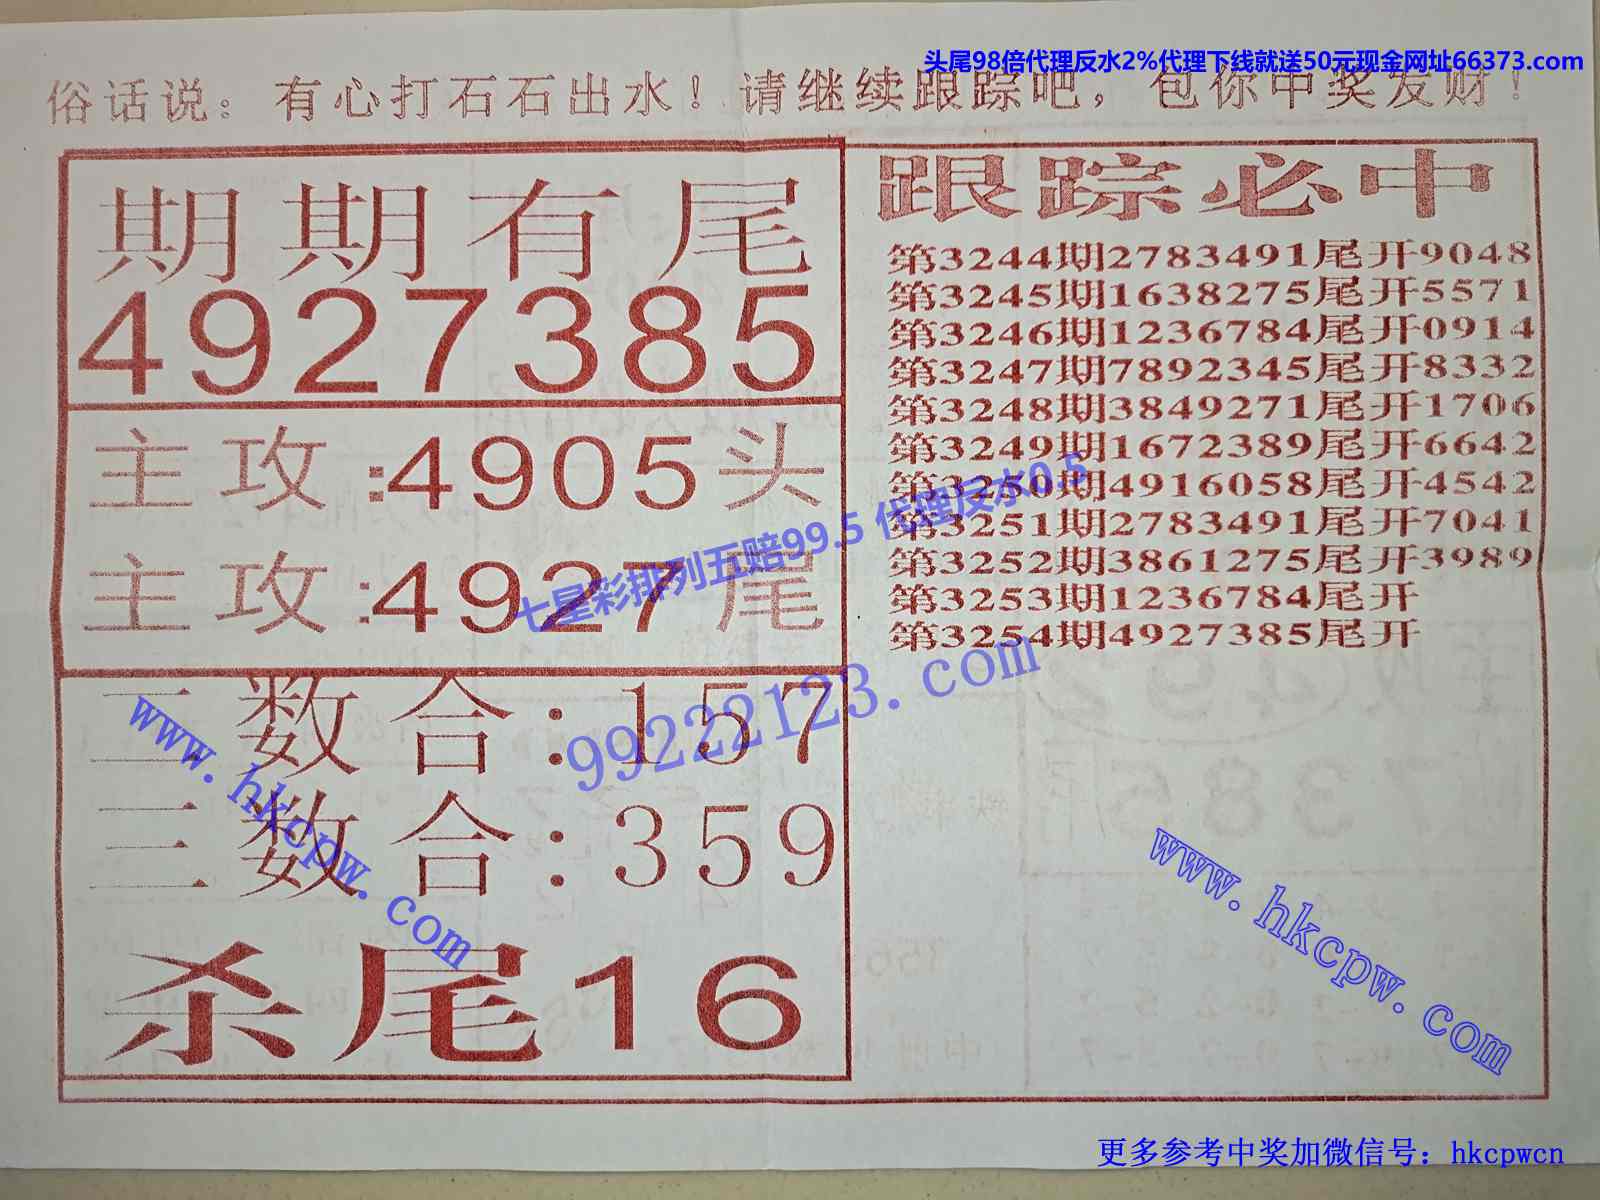 头尾98倍代理反水2%代理下线就送50元现金网址66373.com
俗话说：有心打石石出水！请继续跟踪吧，包你中奖发财！
期期有尾
4927385
主攻:4905头
主攻:4927尾
二数合:157
三数合:359
杀尾16
跟踪必中
第3244期2783491尾开9048
第3245期1638275尾开5571
第3246期1236784尾开0914
第3247期7892345尾开8332
第3248期3849271尾开1706
第3249期1672389尾开6642
第3250期4916058尾开4542
第3251期2783491尾开7041
第3252期3861275尾开3989
第3253期1236784尾开
第3254期4927385尾开
七星彩排列五赔99.5 代理反水0.5
99222123.com
www.hkcpw.com
www.hkcpw.com
更多参考中奖加微信号：hkcpwcn